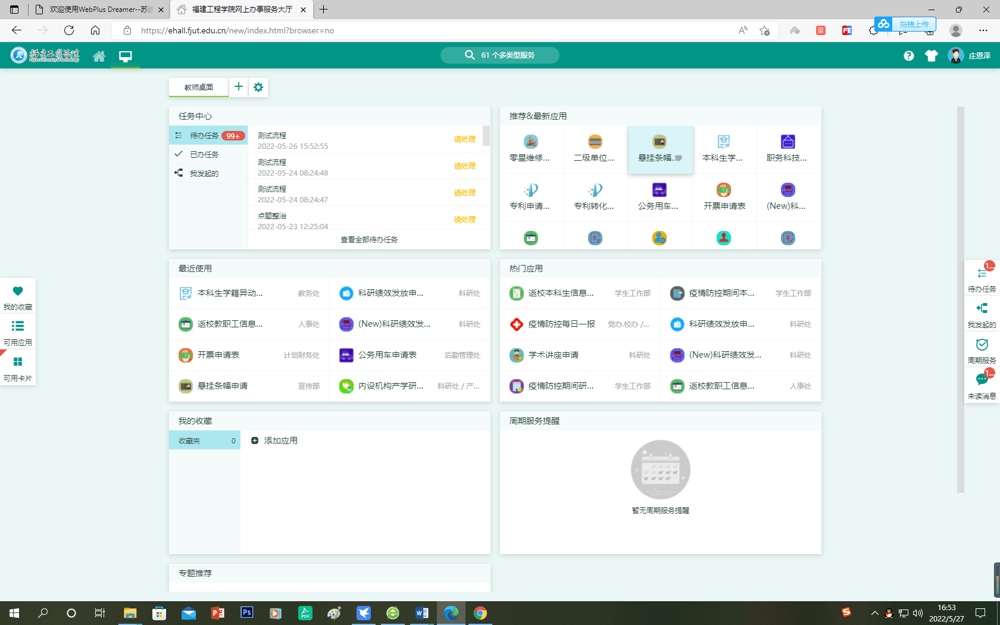 欢迎使用WebPlus Dreamer--苏迪
福建工程学院网上办事服务大厅
https://ehall.fjut.edu.cn/new/index.html?browser=no
拖拽上传
福建工程学院
61 个多类型服务
庄恩泽
教师桌面
任务中心
待办任务 99+
已办任务
我发起的
测试流程
2022-05-26 15:52:55
请处理
测试流程
2022-05-24 08:24:48
请处理
测试流程
2022-05-24 08:24:47
请处理
点题整治
2022-05-23 12:25:04
请处理
查看全部待办任务
推荐&最新应用
零星维修...
二级单位...
悬挂条幅...
本科生学...
职务科技...
专利申请...
专利转化...
公务用车...
开票申请表
(New)科...
最近使用
本科生学籍异动... 教务处
科研绩效发放申... 科研处
返校教职工信息... 人事处
(New)科研绩效发... 科研处
开票申请表 计划财务处
公务用车申请表 后勤管理处
悬挂条幅申请 宣传部
内设机构产学研... 科研处 / 产...
热门应用
返校本科生信息... 学生工作部
疫情防控期间本... 学生工作部
疫情防控每日一报 党办.校办 /...
科研绩效发放申... 科研处
学术讲座申请 科研处
(New)科研绩效发... 科研处
疫情防控期间研... 学生工作部
返校教职工信息... 人事处
我的收藏
收藏夹 0
添加应用
周期服务提醒
暂无周期服务提醒
专题推荐
我的收藏
可用应用
可用卡片
1...
待办任务
我发起的
周期服务
1...
未读消息
16:53
2022/5/27